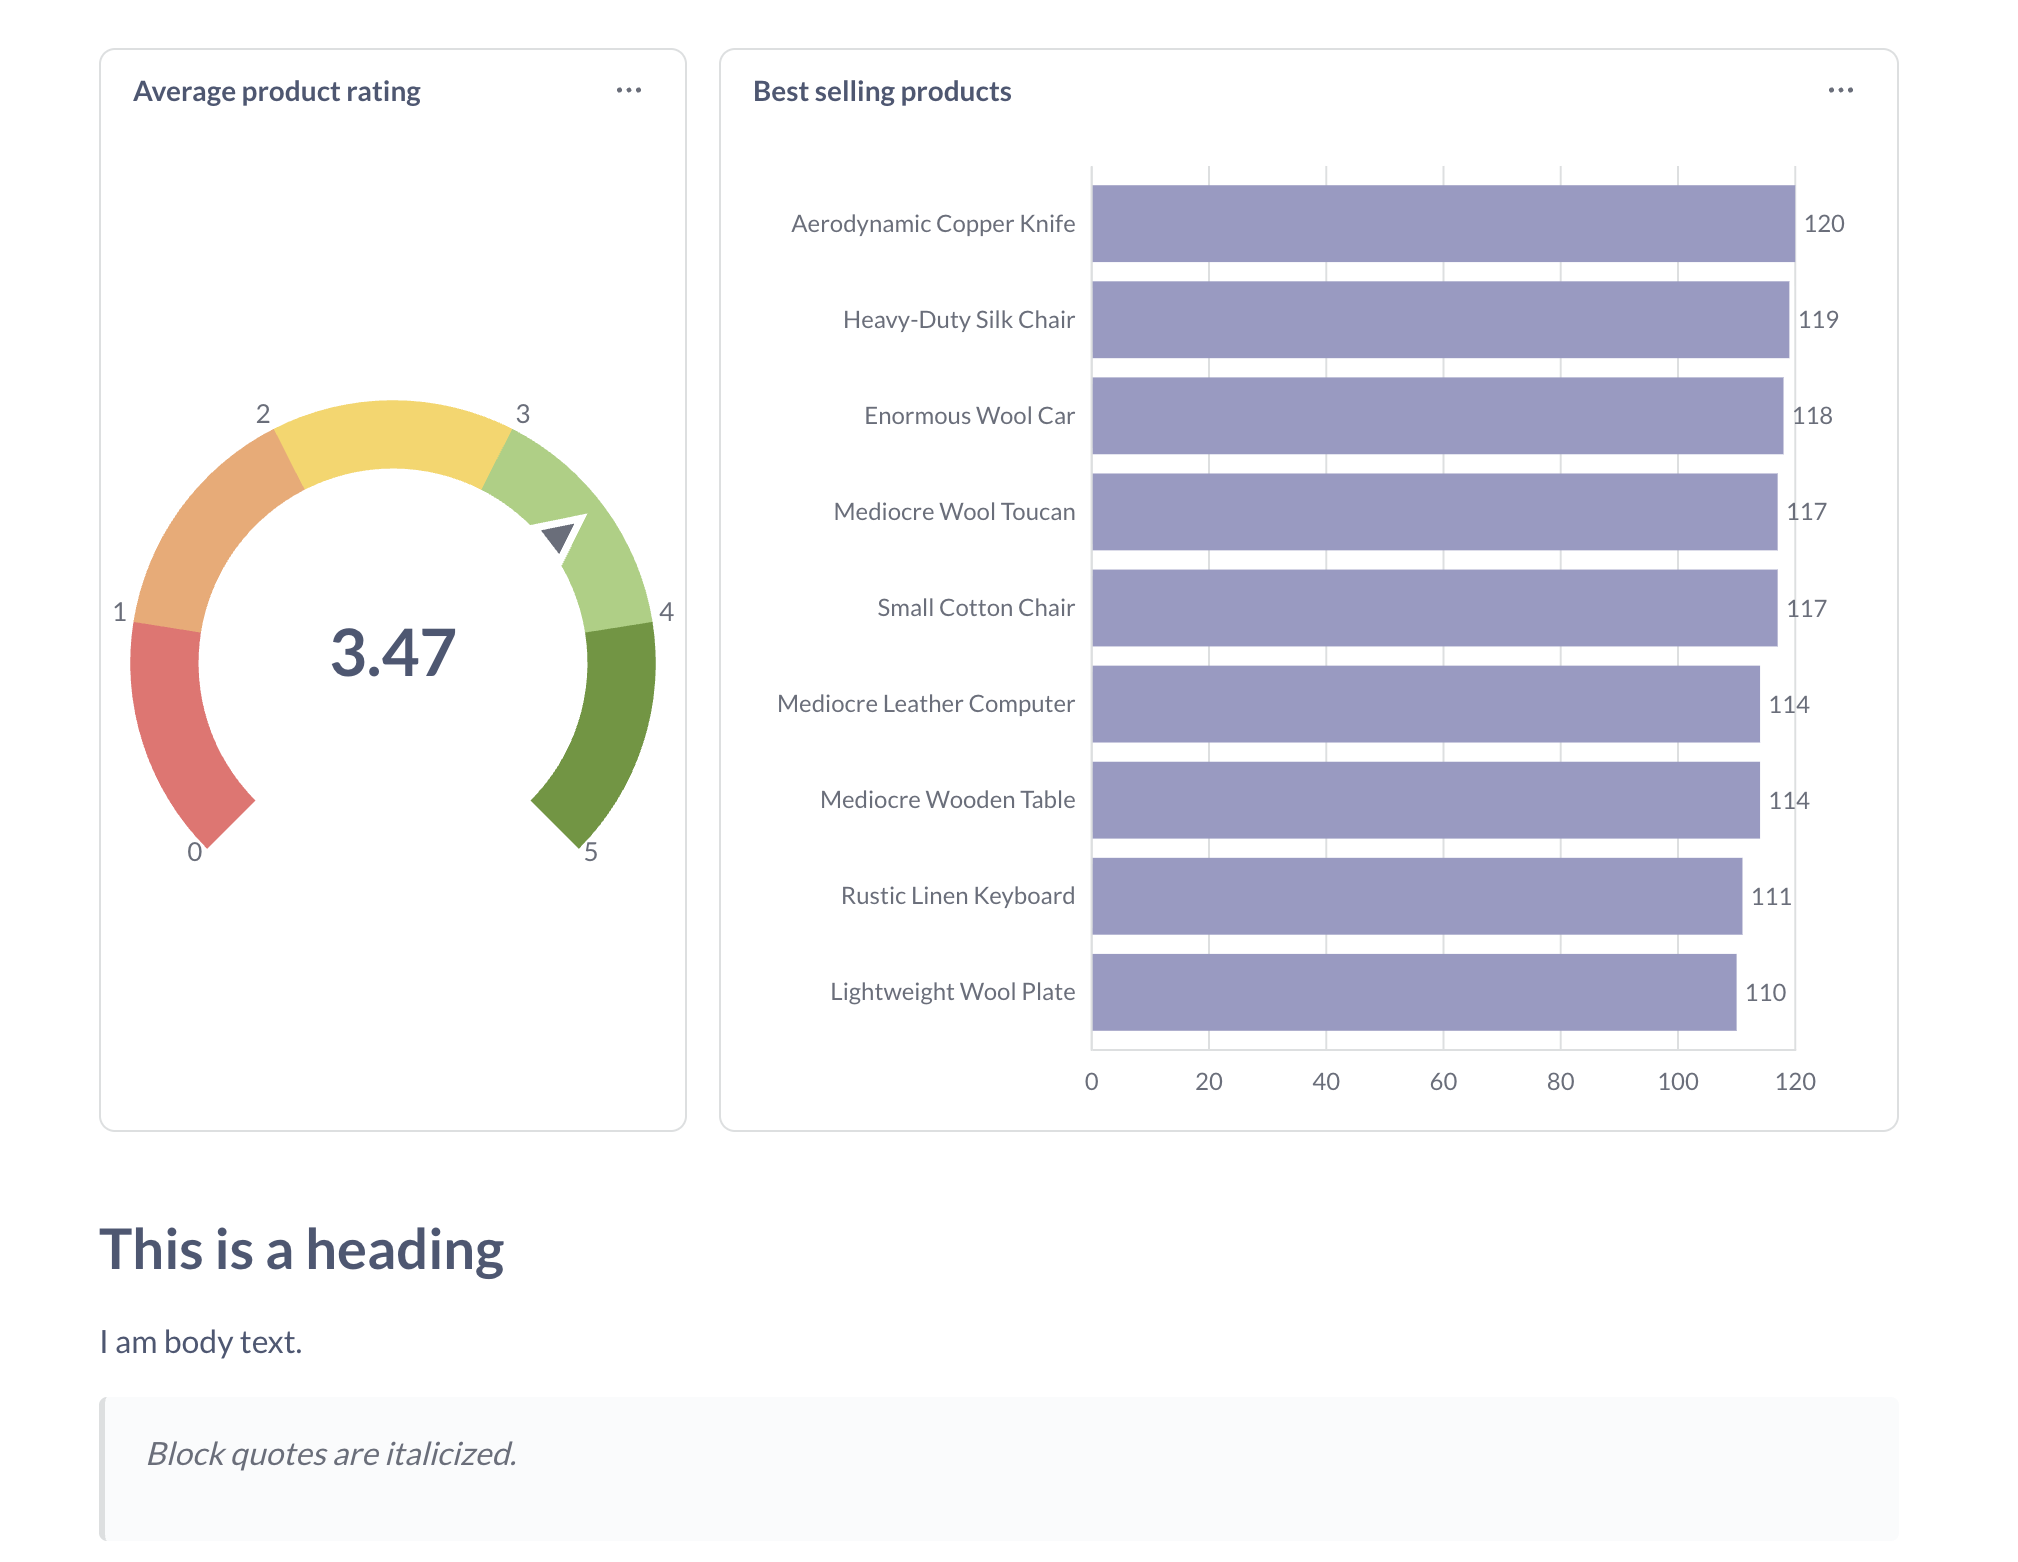 Average product rating
2
3
1
4
3.47
0
5
Best selling products
Aerodynamic Copper Knife 120
Heavy-Duty Silk Chair 119
Enormous Wool Car 118
Mediocre Wool Toucan 117
Small Cotton Chair 117
Mediocre Leather Computer 114
Mediocre Wooden Table 114
Rustic Linen Keyboard 111
Lightweight Wool Plate 110
0 20 40 60 80 100 120
This is a heading
I am body text.
Block quotes are italicized.